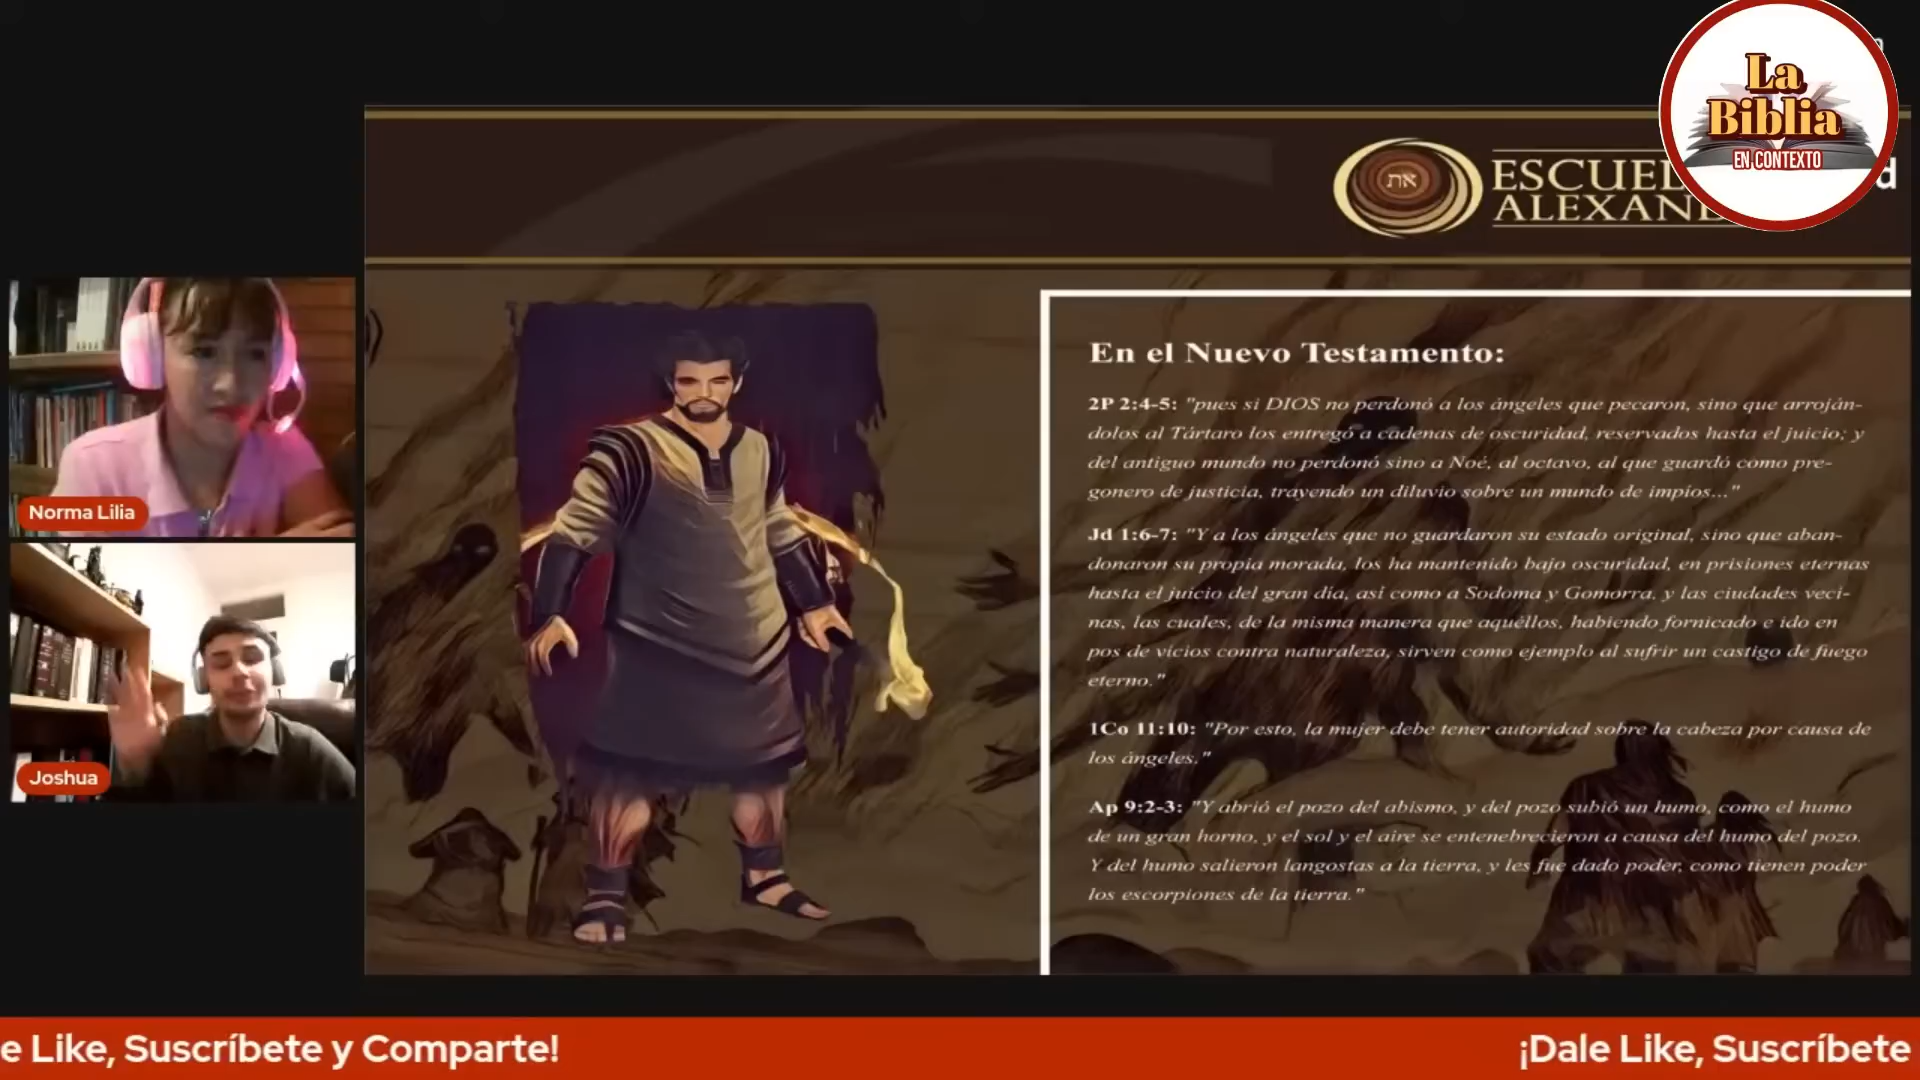 La
Biblia
EN CONTEXTO
את
ESCUEL
ALEXAN
d
En el Nuevo Testamento:
2P 2:4-5: "pues si DIOS no perdonó a los ángeles que pecaron, sino que arroján-
dolos al Tártaro los entregó a cadenas de oscuridad, reservados hasta el juicio; y
del antiguo mundo no perdonó sino a Noé, al octavo, al que guardó como pre-
gonero de justicia, trayendo un diluvio sobre un mundo de impíos..."
Jd 1:6-7: "Y a los ángeles que no guardaron su estado original, sino que aban-
donaron su propia morada, los ha mantenido bajo oscuridad, en prisiones eternas
hasta el juicio del gran día, así como a Sodoma y Gomorra, y las ciudades veci-
nas, las cuales, de la misma manera que aquéllos, habiendo fornicado e ido en
pos de vicios contra naturaleza, sirven como ejemplo al sufrir un castigo de fuego
eterno."
1Co 11:10: "Por esto, la mujer debe tener autoridad sobre la cabeza por causa de
los ángeles."
Ap 9:2-3: "Y abrió el pozo del abismo, y del pozo subió un humo, como el humo
de un gran horno, y el sol y el aire se entenebrecieron a causa del humo del pozo.
Y del humo salieron langostas a la tierra, y les fue dado poder, como tienen poder
los escorpiones de la tierra."
Norma Lilia
Joshua
e Like, Suscríbete y Comparte!
¡Dale Like, Suscríbete